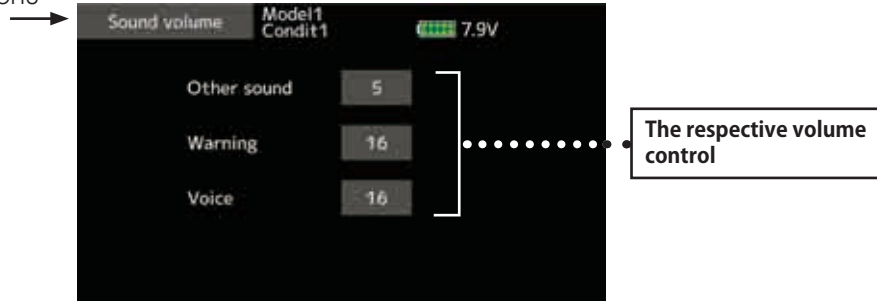 Sound volume
Model1
Condit1
7.9V
Other sound
5
Warning
16
Voice
16
The respective volume
control